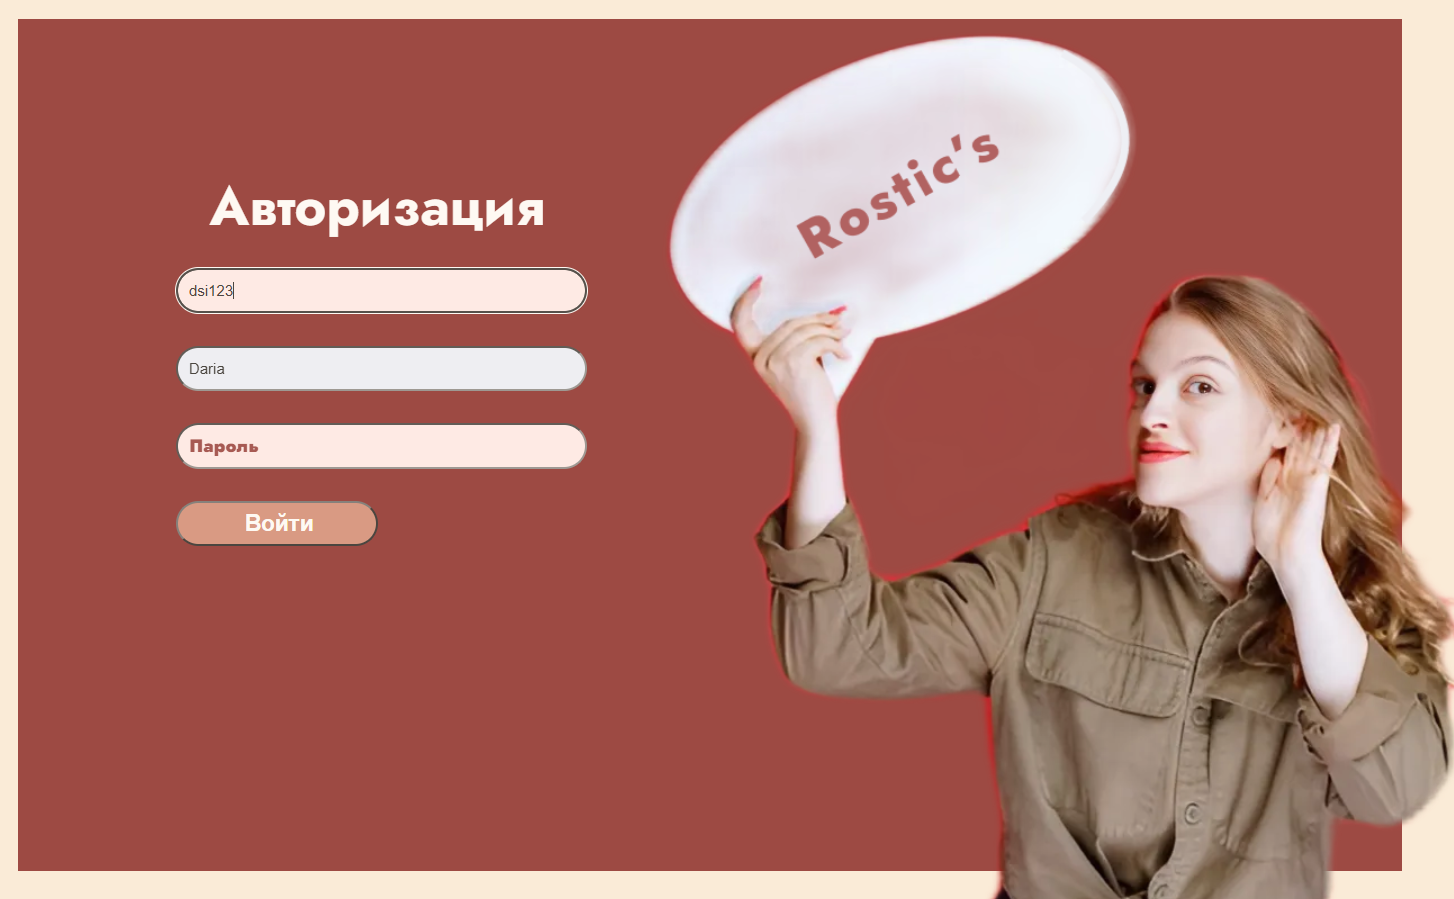 Rostic's
Авторизация
dsi123
Daria
Пароль
Войти